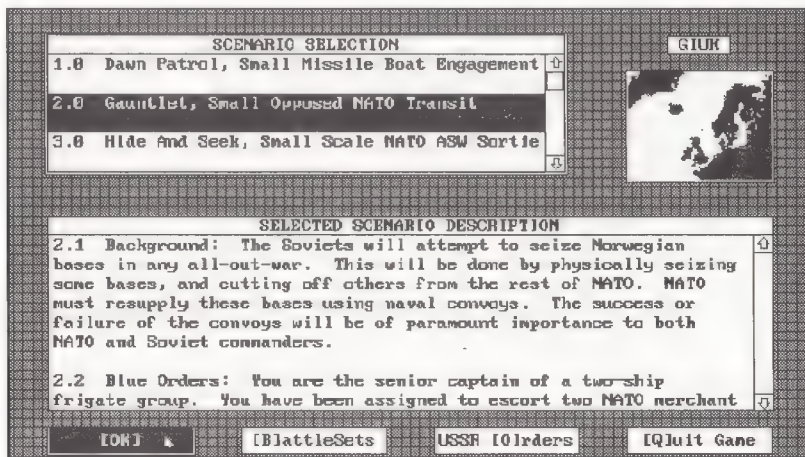 SCENARIO SELECTION
GIUK
1.0 Dawn Patrol, Small Missile Boat Engagement
2.0 Gauntlet, Small Opposed NATO Transit
3.0 Hide And Seek, Small Scale NATO ASW Sortie
SELECTED SCENARIO DESCRIPTION
2.1 Background: The Soviets will attempt to seize Norwegian
bases in any all-out-war. This will be done by physically seizing
some bases, and cutting off others from the rest of NATO. NATO
must resupply these bases using naval convoys. The success or
failure of the convoys will be of paramount importance to both
NATO and Soviet commanders.
2.2 Blue Orders: You are the senior captain of a two-ship
frigate group. You have been assigned to escort two NATO merchant
[OK]
[B]attleSets
USSR [O]rders
[Q]uit Game